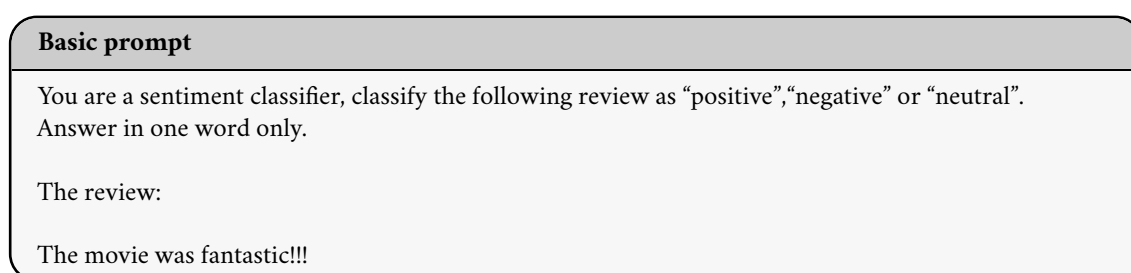 Basic prompt
You are a sentiment classifier, classify the following review as “positive”,“negative” or “neutral”.
Answer in one word only.
The review:
The movie was fantastic!!!